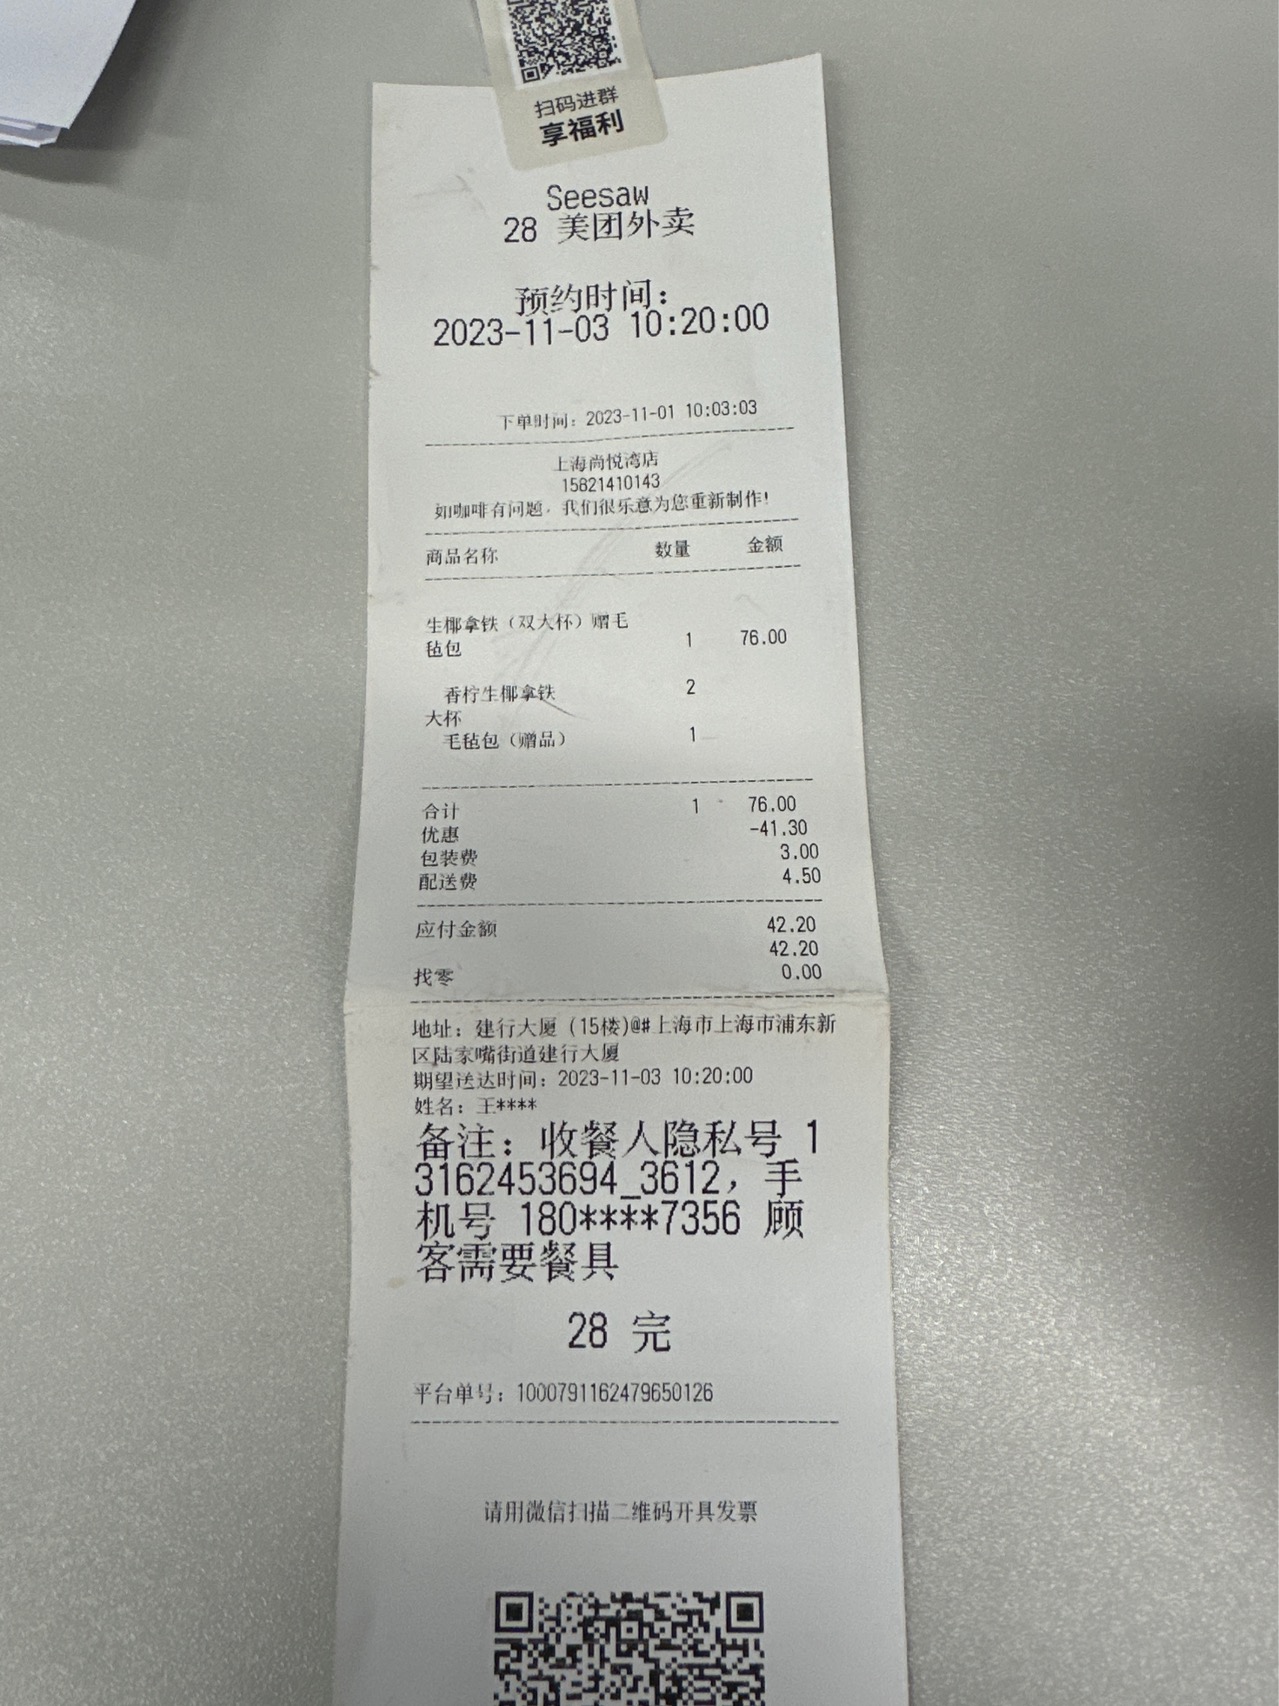 扫码进群
享福利
Seesaw
28 美团外卖
预约时间：
2023-11-03 10:20:00
下单时间：2023-11-01 10:03:03
上海尚悦湾店
15821410143
如咖啡有问题，我们很乐意为您重新制作!
商品名称 数量 金额
生椰拿铁（双大杯）赠毛
毡包 1 76.00
香柠生椰拿铁 2
大杯
毛毡包（赠品） 1
合计 1 76.00
优惠 -41.30
包装费 3.00
配送费 4.50
应付金额 42.20
42.20
找零 0.00
地址：建行大厦（15楼)@#上海市上海市浦东新
区陆家嘴街道建行大厦
期望送达时间：2023-11-03 10:20:00
姓名：王****
备注：收餐人隐私号 1
3162453694_3612，手
机号 180****7356 顾
客需要餐具
28 完
平台单号：1000791162479650126
请用微信扫描二维码开具发票